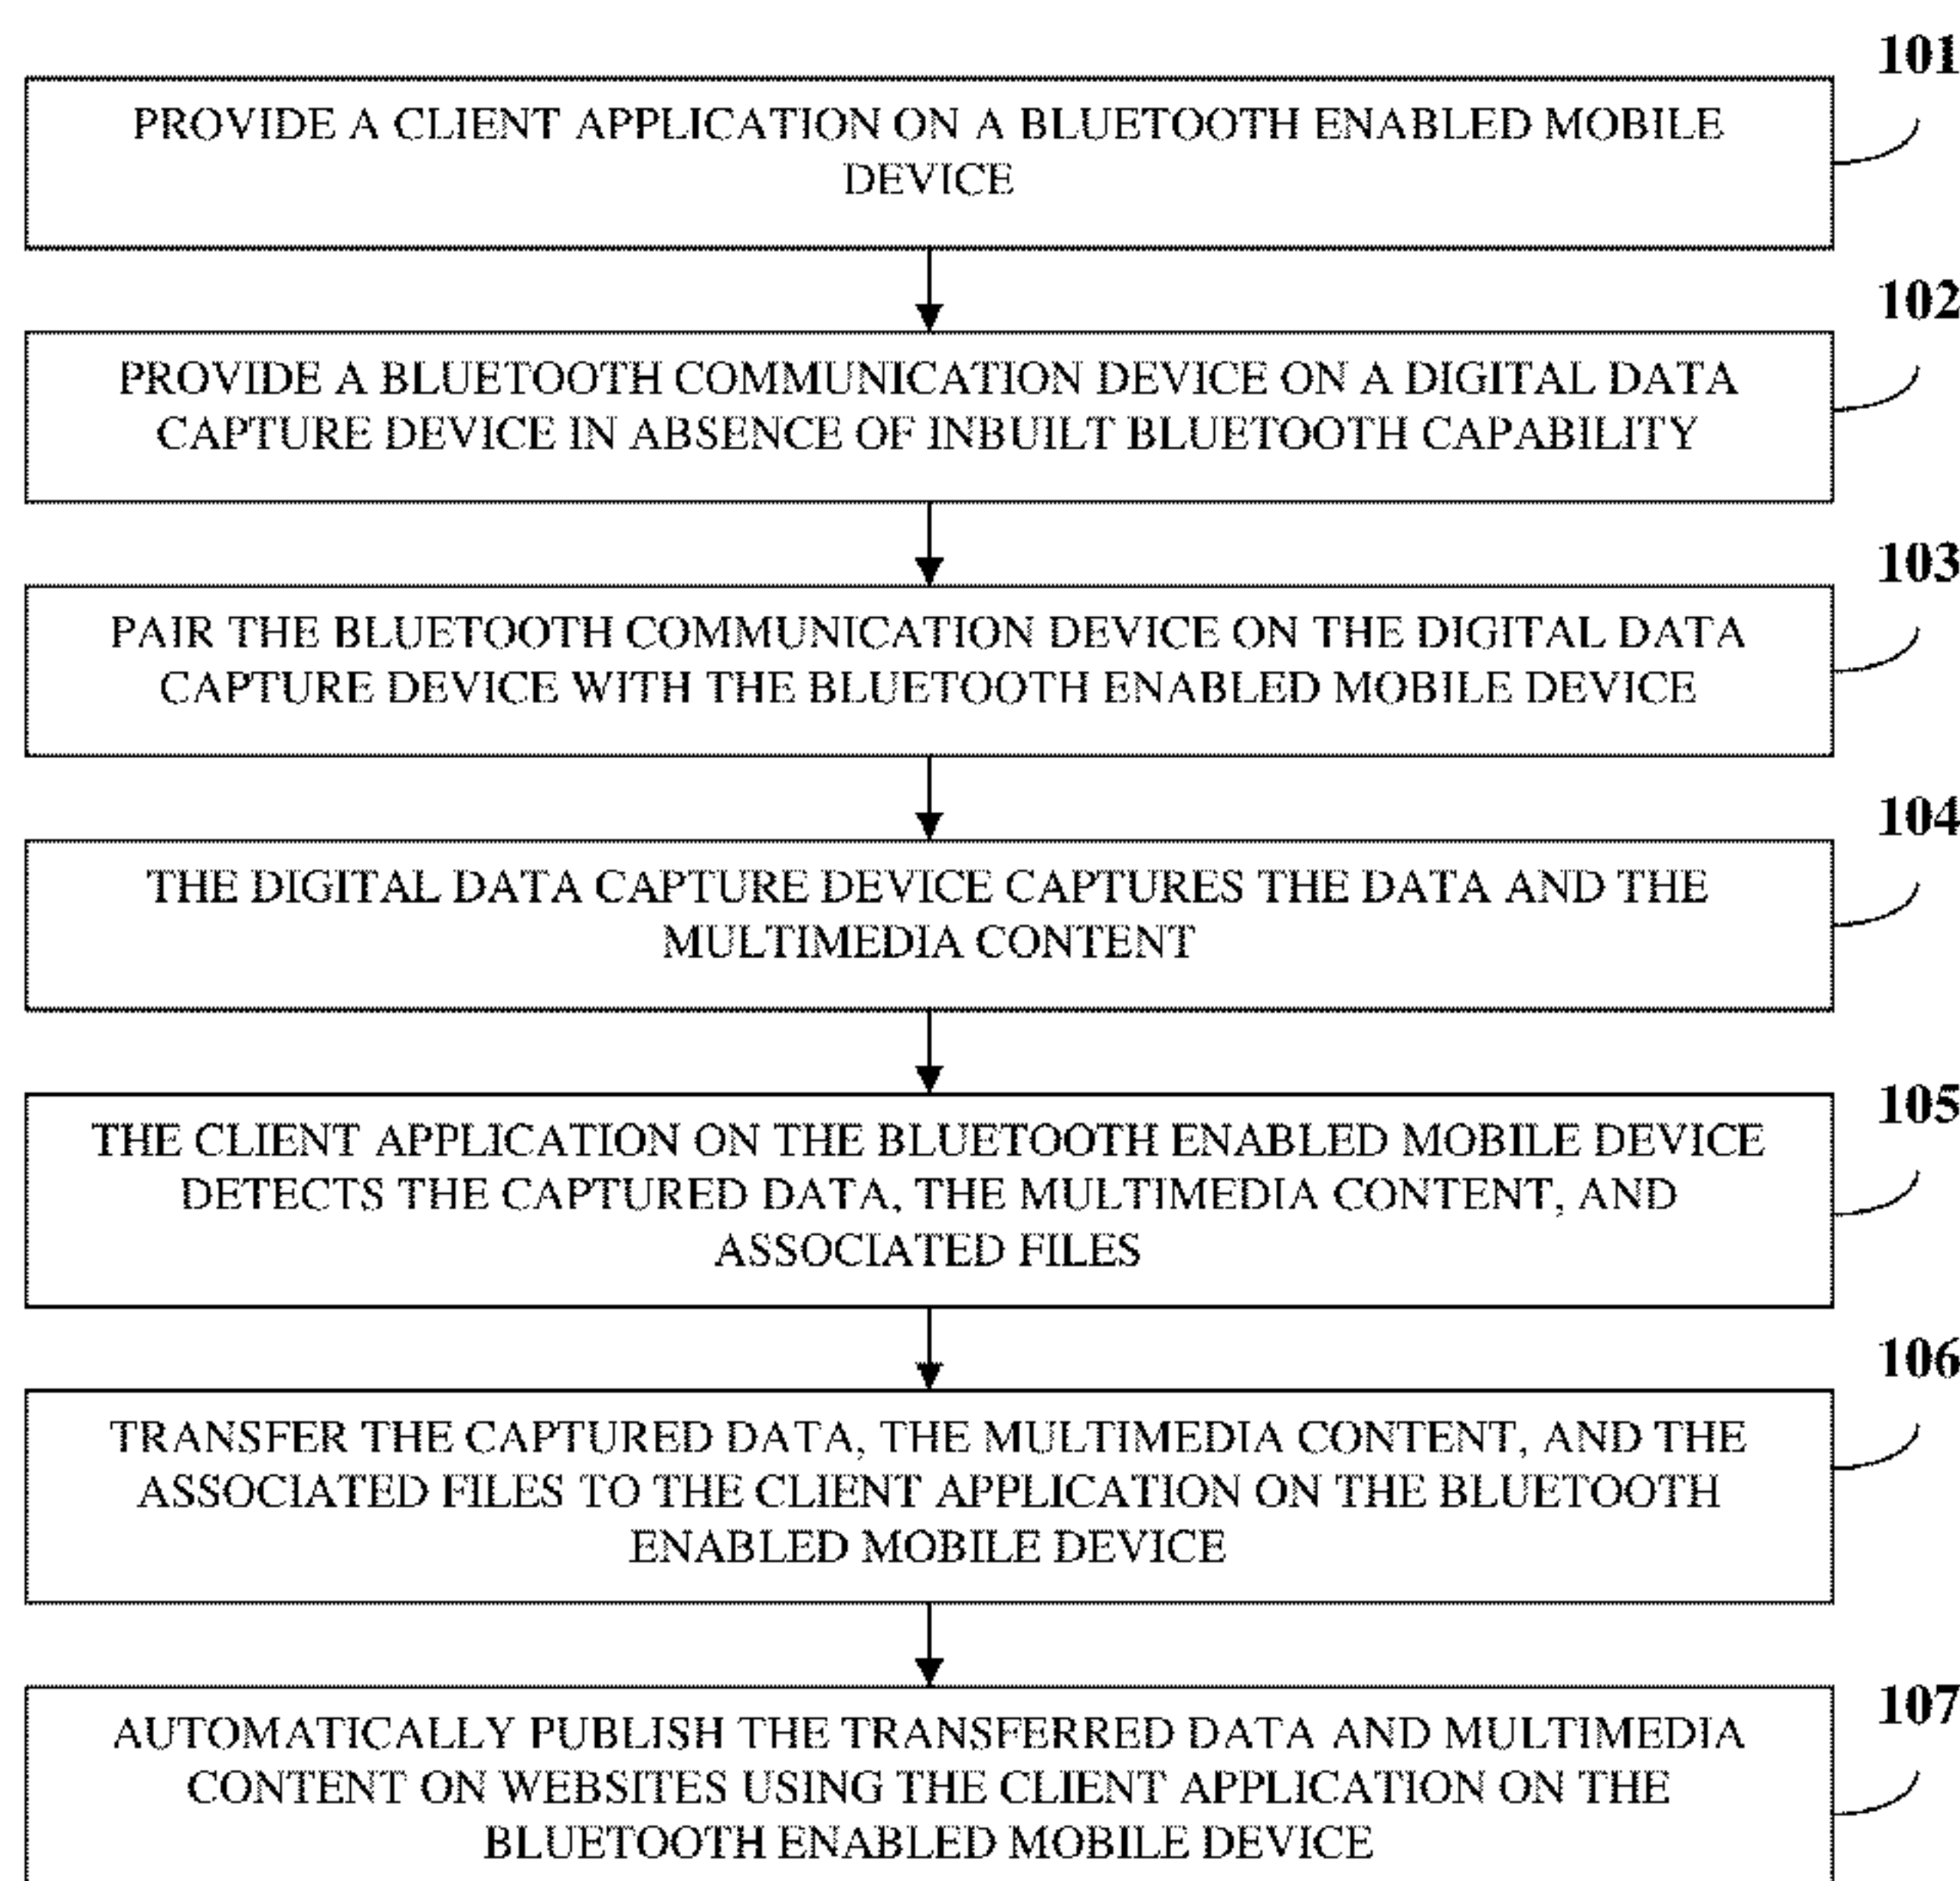 101
PROVIDE A CLIENT APPLICATION ON A BLUETOOTH ENABLED MOBILE
DEVICE
102
PROVIDE A BLUETOOTH COMMUNICATION DEVICE ON A DIGITAL DATA
CAPTURE DEVICE IN ABSENCE OF INBUILT BLUETOOTH CAPABILITY
103
PAIR THE BLUETOOTH COMMUNICATION DEVICE ON THE DIGITAL DATA
CAPTURE DEVICE WITH THE BLUETOOTH ENABLED MOBILE DEVICE
104
THE DIGITAL DATA CAPTURE DEVICE CAPTURES THE DATA AND THE
MULTIMEDIA CONTENT
105
THE CLIENT APPLICATION ON THE BLUETOOTH ENABLED MOBILE DEVICE
DETECTS THE CAPTURED DATA, THE MULTIMEDIA CONTENT, AND
ASSOCIATED FILES
106
TRANSFER THE CAPTURED DATA, THE MULTIMEDIA CONTENT, AND THE
ASSOCIATED FILES TO THE CLIENT APPLICATION ON THE BLUETOOTH
ENABLED MOBILE DEVICE
107
AUTOMATICALLY PUBLISH THE TRANSFERRED DATA AND MULTIMEDIA
CONTENT ON WEBSITES USING THE CLIENT APPLICATION ON THE
BLUETOOTH ENABLED MOBILE DEVICE